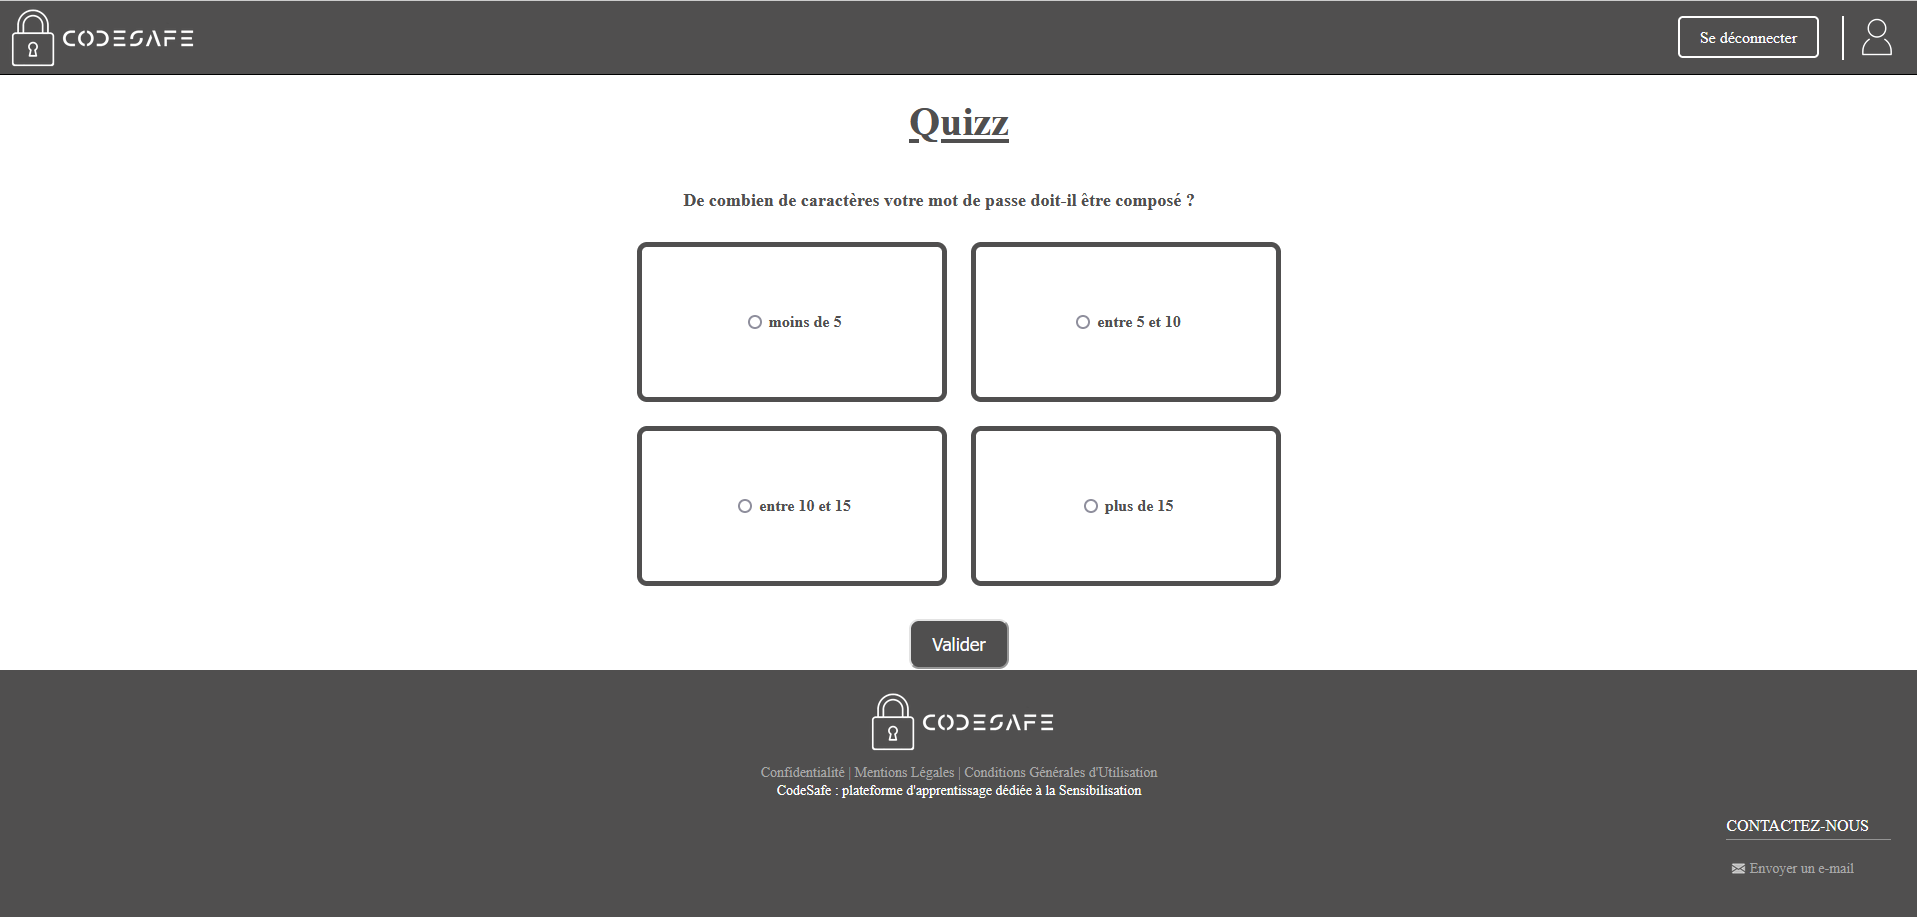 CODESAFE
Se déconnecter
Quizz
De combien de caractères votre mot de passe doit-il être composé ?
moins de 5
entre 5 et 10
entre 10 et 15
plus de 15
Valider
CODESAFE
Confidentialité | Mentions Légales | Conditions Générales d'Utilisation
CodeSafe : plateforme d'apprentissage dédiée à la Sensibilisation
CONTACTEZ-NOUS
Envoyer un e-mail